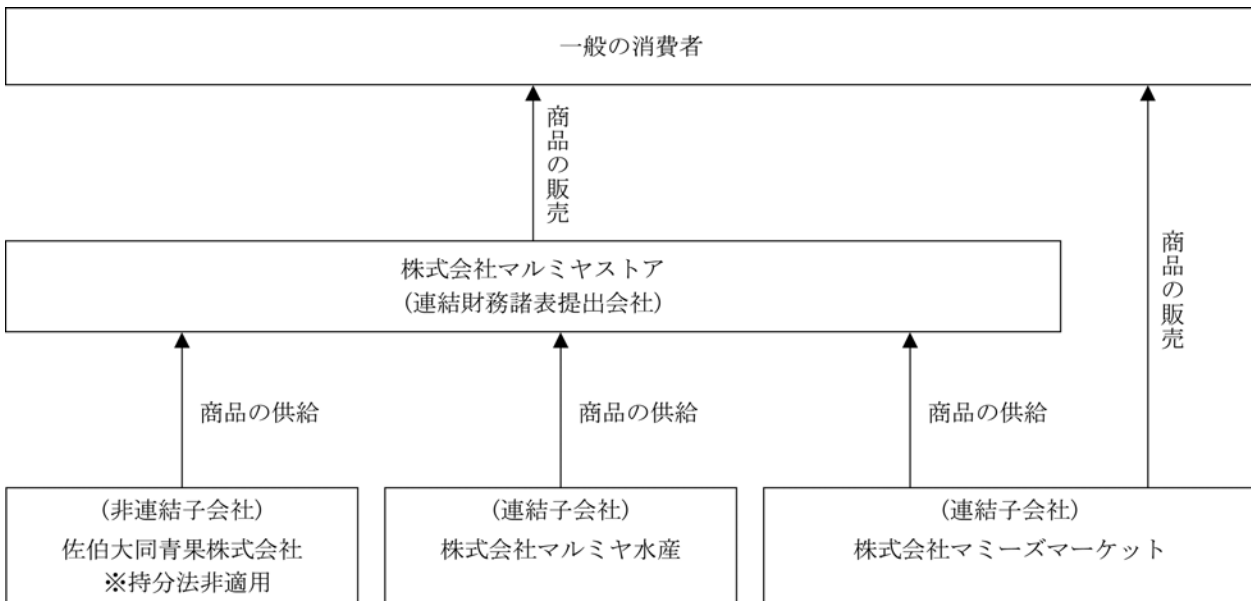 一般の消費者
商品の販売
株式会社マルミヤストア
(連結財務諸表提出会社)
商品の販売
商品の供給
商品の供給
商品の供給
(非連結子会社)
佐伯大同青果株式会社
※持分法非適用
(連結子会社)
株式会社マルミヤ水産
(連結子会社)
株式会社マミーズマーケット